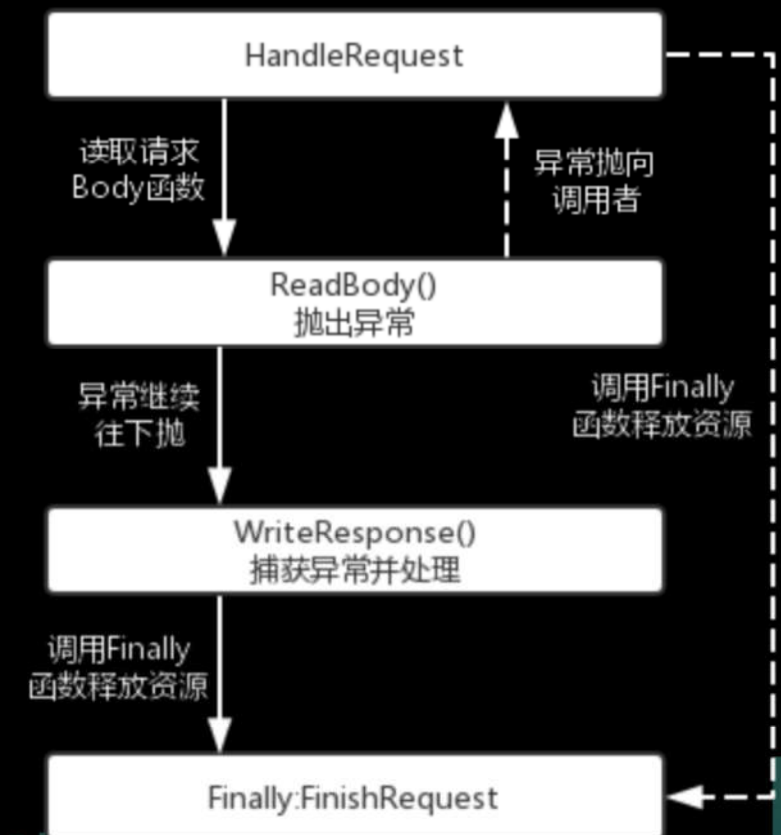 HandleRequest
读取请求
Body函数
异常抛向
调用者
ReadBody()
抛出异常
异常继续
往下抛
调用Finally
函数释放资源
WriteResponse()
捕获异常并处理
调用Finally
函数释放资源
Finally:FinishRequest